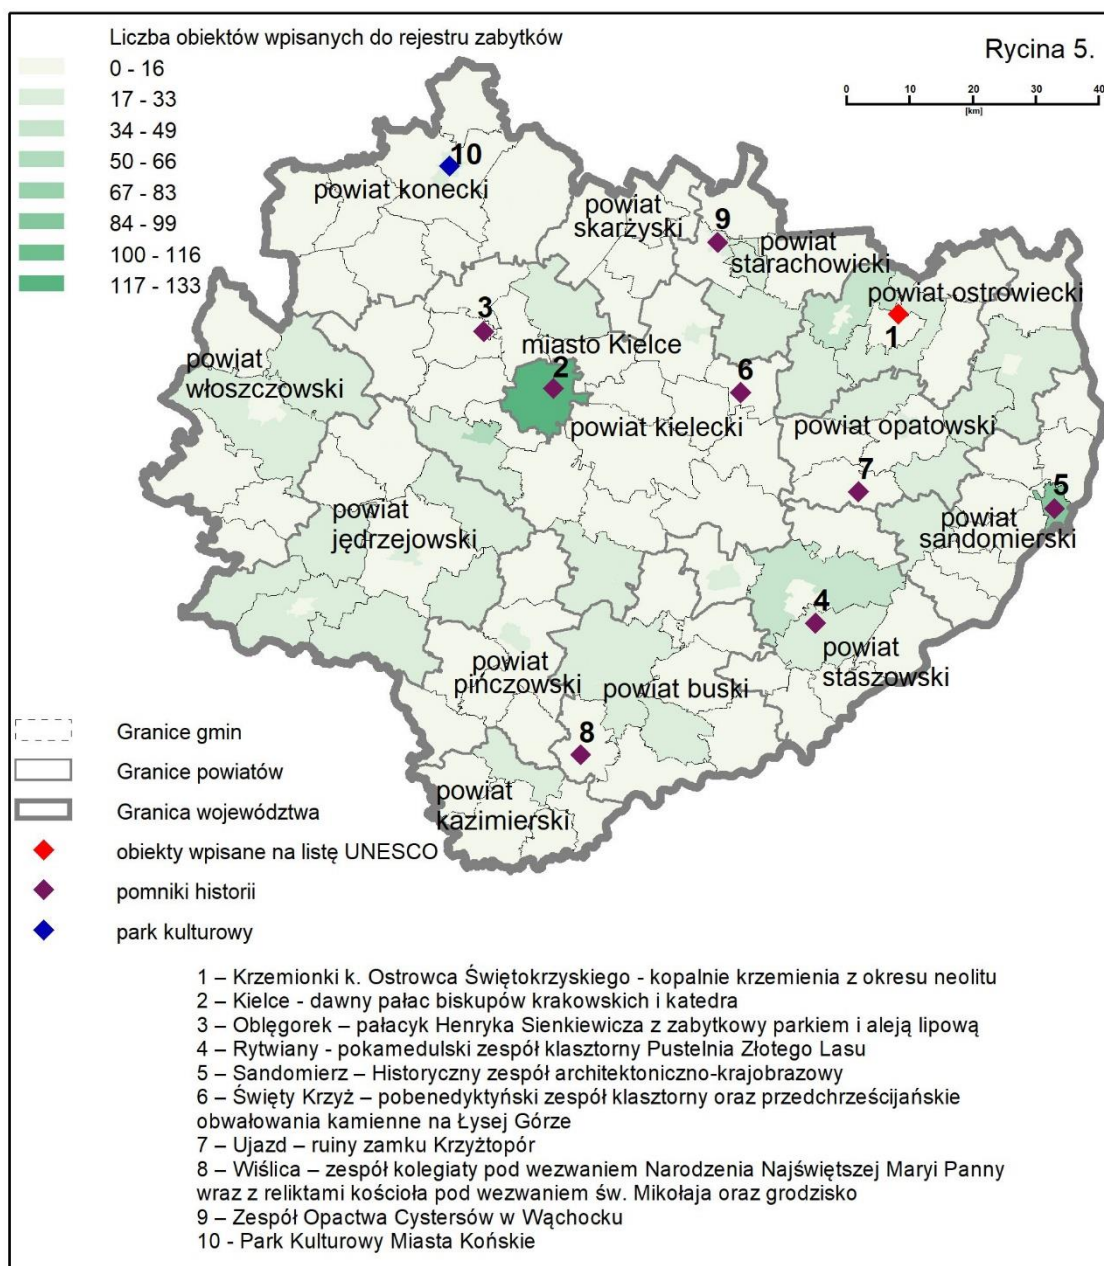 Liczba obiektów wpisanych do rejestru zabytków
0 - 16
17 - 33
34 - 49
50 - 66
67 - 83
84 - 99
100 - 116
117 - 133
Rycina 5.
0 10 20 30 40
[km]
10
powiat konecki
powiat
skarżyski
9
powiat
starachowicki
powiat ostrowiecki
1
3
miasto Kielce
2
powiat
włoszczowski
6
powiat kielecki
powiat opatowski
7
5
powiat
sandomierski
powiat
jędrzejowski
4
powiat
staszowski
powiat
pińczowski
powiat buski
8
powiat
kazimierski
Granice gmin
Granice powiatów
Granica województwa
obiekty wpisane na listę UNESCO
pomniki historii
park kulturowy
1 – Krzemionki k. Ostrowca Świętokrzyskiego - kopalnie krzemienia z okresu neolitu
2 – Kielce - dawny pałac biskupów krakowskich i katedra
3 – Oblęgorek – pałacyk Henryka Sienkiewicza z zabytkowy parkiem i aleją lipową
4 – Rytwiany - pokamedulski zespół klasztorny Pustelnia Złotego Lasu
5 – Sandomierz – Historyczny zespół architektoniczno-krajobrazowy
6 – Święty Krzyż – pobenedyktyński zespół klasztorny oraz przedchrześcijańskie
obwałowania kamienne na Łysej Górze
7 – Ujazd – ruiny zamku Krzyżtopór
8 – Wiślica – zespół kolegiaty pod wezwaniem Narodzenia Najświętszej Maryi Panny
wraz z reliktami kościoła pod wezwaniem św. Mikołaja oraz grodzisko
9 – Zespół Opactwa Cystersów w Wąchocku
10 - Park Kulturowy Miasta Końskie